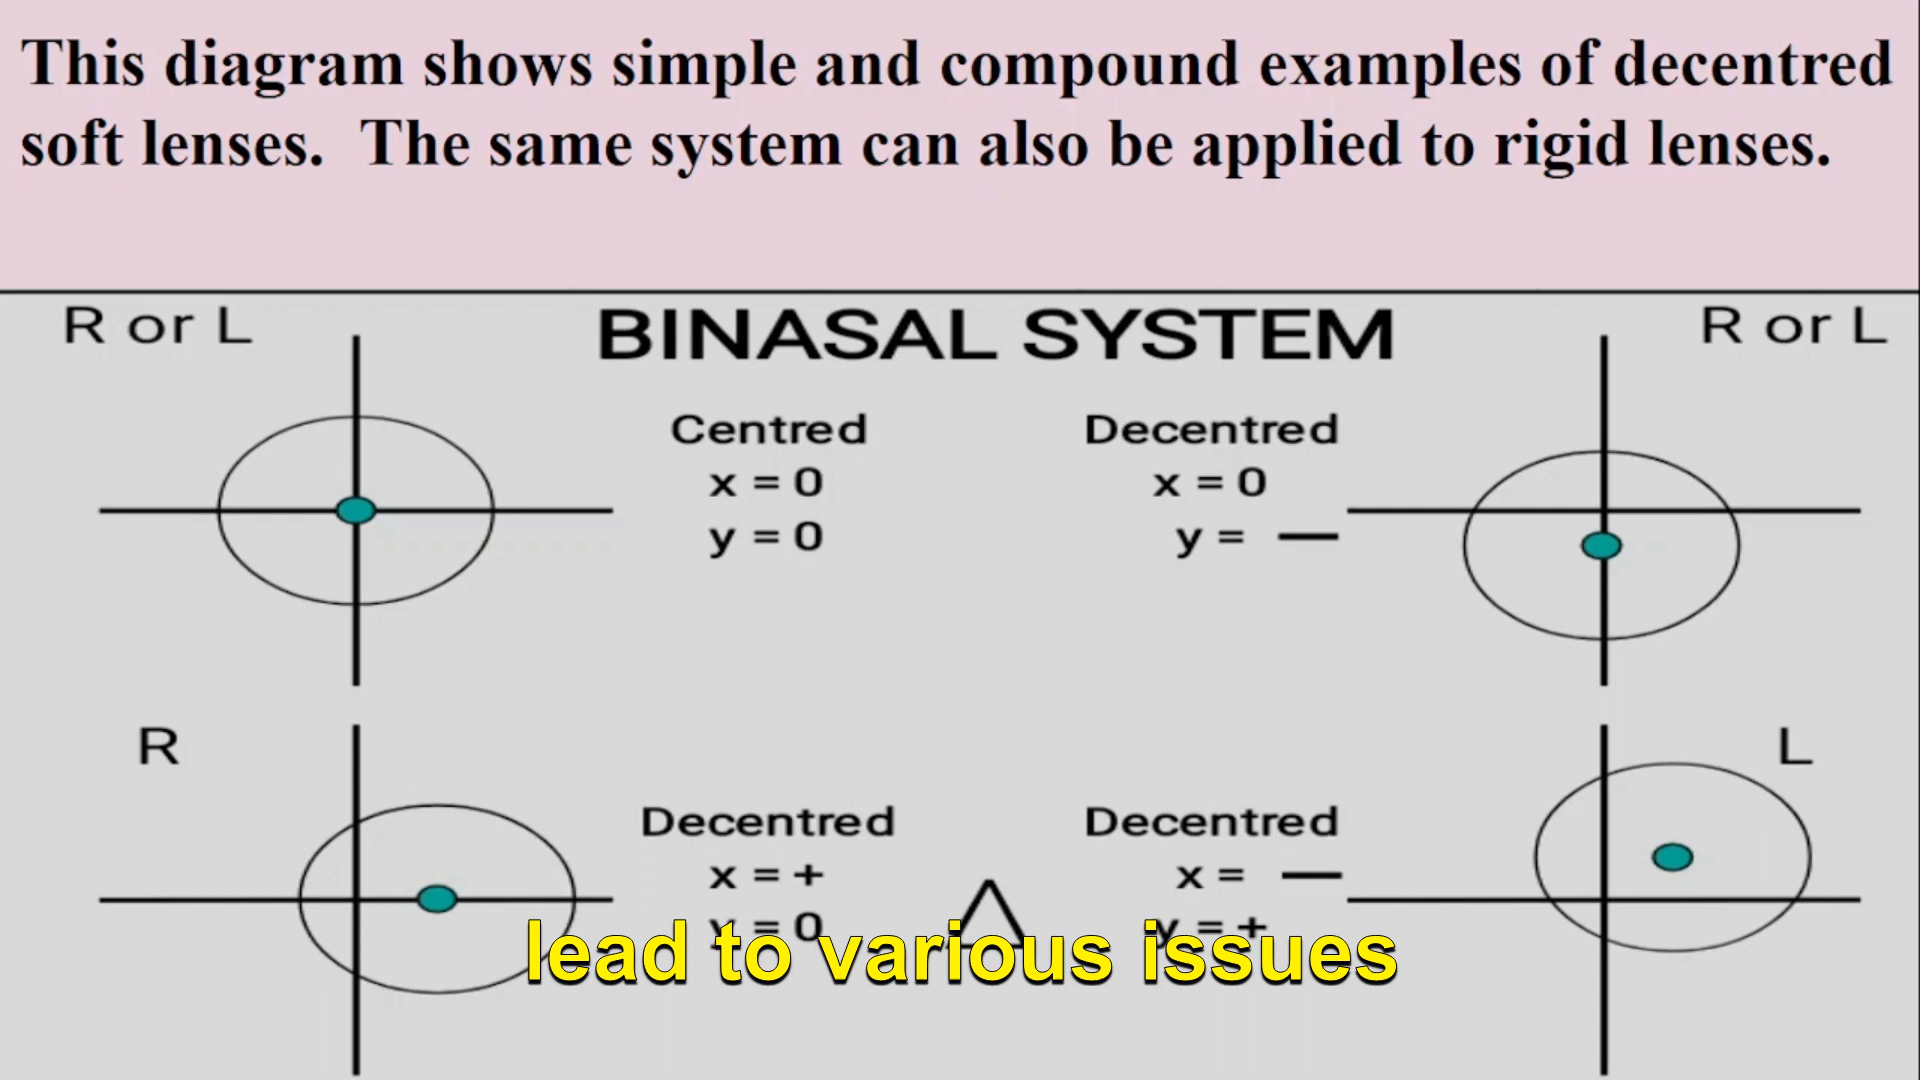 This diagram shows simple and compound examples of decentred
soft lenses. The same system can also be applied to rigid lenses.
R or L
BINASAL SYSTEM
R or L
Centred
x = 0
y = 0
Decentred
x = 0
y = —
R
L
Decentred
x = +
y = 0
Decentred
x = —
y = +
lead to various issues